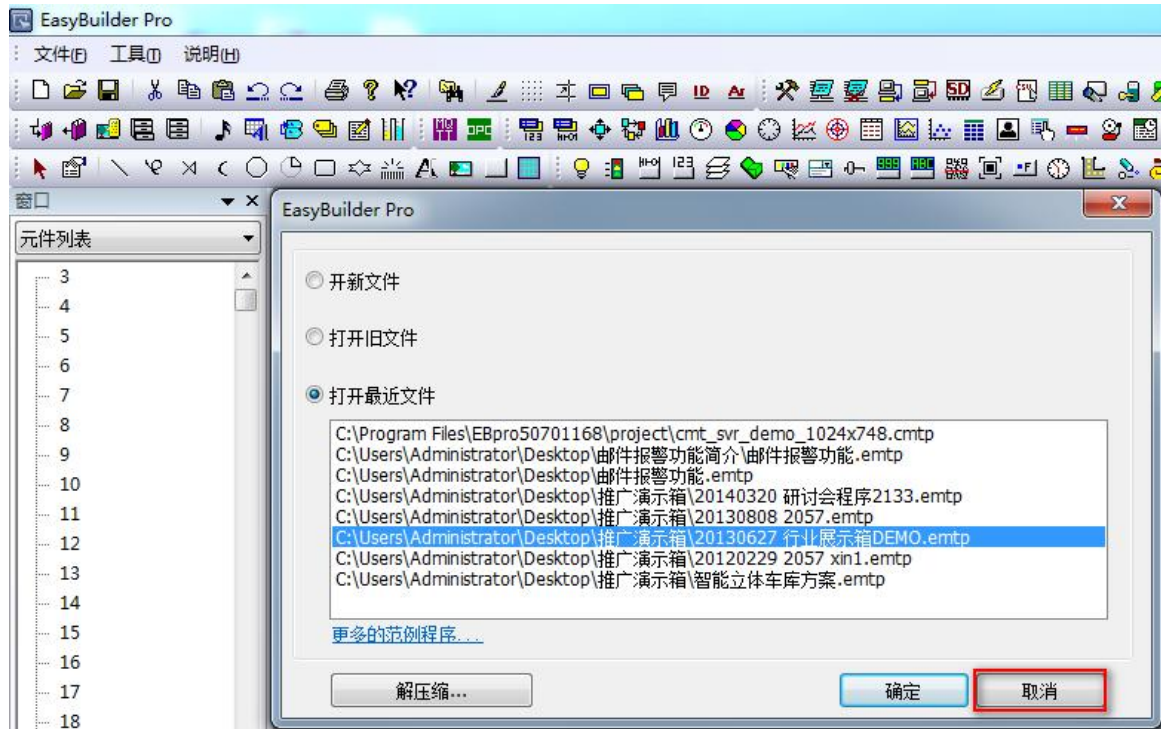 EasyBuilder Pro
文件(F) 工具(T) 说明(H)
窗口
元件列表
3
4
5
6
7
8
9
10
11
12
13
14
15
16
17
18
EasyBuilder Pro
开新文件
打开旧文件
打开最近文件
C:\Program Files\EBpro50701168\project\cmt_svr_demo_1024x748.cmtp
C:\Users\Administrator\Desktop\邮件报警功能简介\邮件报警功能.emtp
C:\Users\Administrator\Desktop\邮件报警功能.emtp
C:\Users\Administrator\Desktop\推广演示箱\20140320 研讨会程序2133.emtp
C:\Users\Administrator\Desktop\推广演示箱\20130808 2057.emtp
C:\Users\Administrator\Desktop\推广演示箱\20130627 行业展示箱DEMO.emtp
C:\Users\Administrator\Desktop\推广演示箱\20120229 2057 xin1.emtp
C:\Users\Administrator\Desktop\推广演示箱\智能立体车库方案.emtp
更多的范例程序...
解压缩... 确定 取消